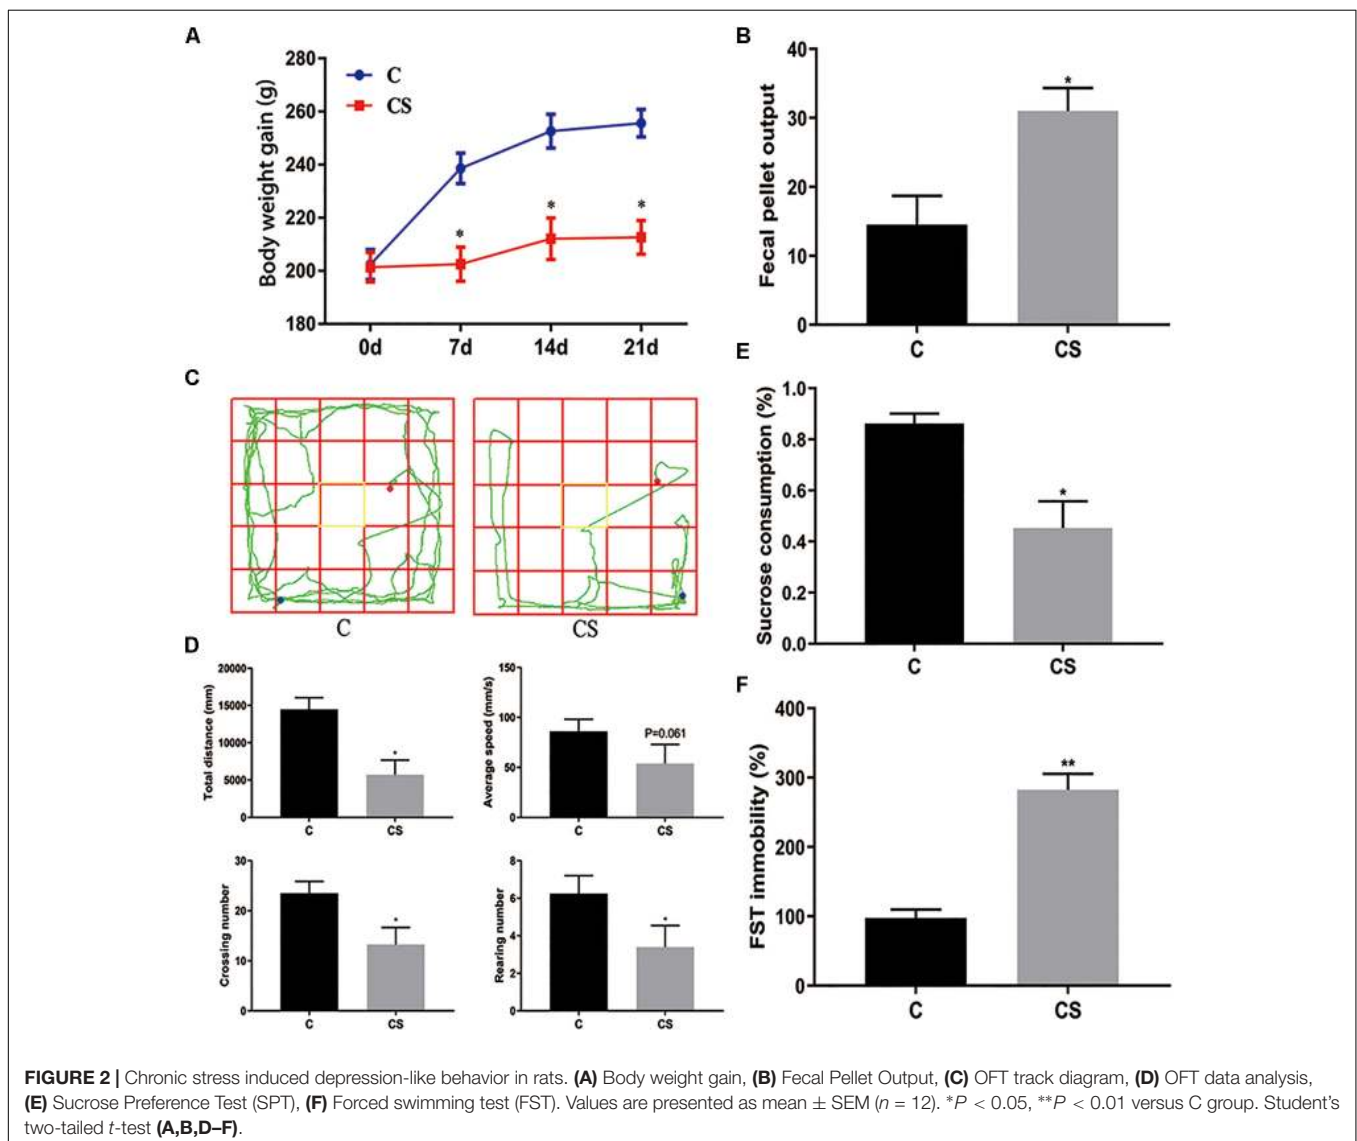 A
280
260
240
220
200
180
Body weight gain (g)
C
CS
*
*
*
0d 7d 14d 21d
B
40
30
20
10
0
Fecal pellet output
*
C CS
C
C CS
D
20000
15000
10000
5000
0
Total distance (mm)
*
C CS
150
100
50
0
Average speed (mm/s)
P=0.061
C CS
30
20
10
0
Crossing number
*
C CS
8
6
4
2
0
Rearing number
*
C CS
E
1.0
0.8
0.6
0.4
0.2
0.0
Sucrose consumption (%)
*
C CS
F
400
300
200
100
0
FST immobility (%)
**
C CS
FIGURE 2 | Chronic stress induced depression-like behavior in rats. (A) Body weight gain, (B) Fecal Pellet Output, (C) OFT track diagram, (D) OFT data analysis,
(E) Sucrose Preference Test (SPT), (F) Forced swimming test (FST). Values are presented as mean ± SEM (n = 12). *P < 0.05, **P < 0.01 versus C group. Student's
two-tailed t-test (A,B,D–F).